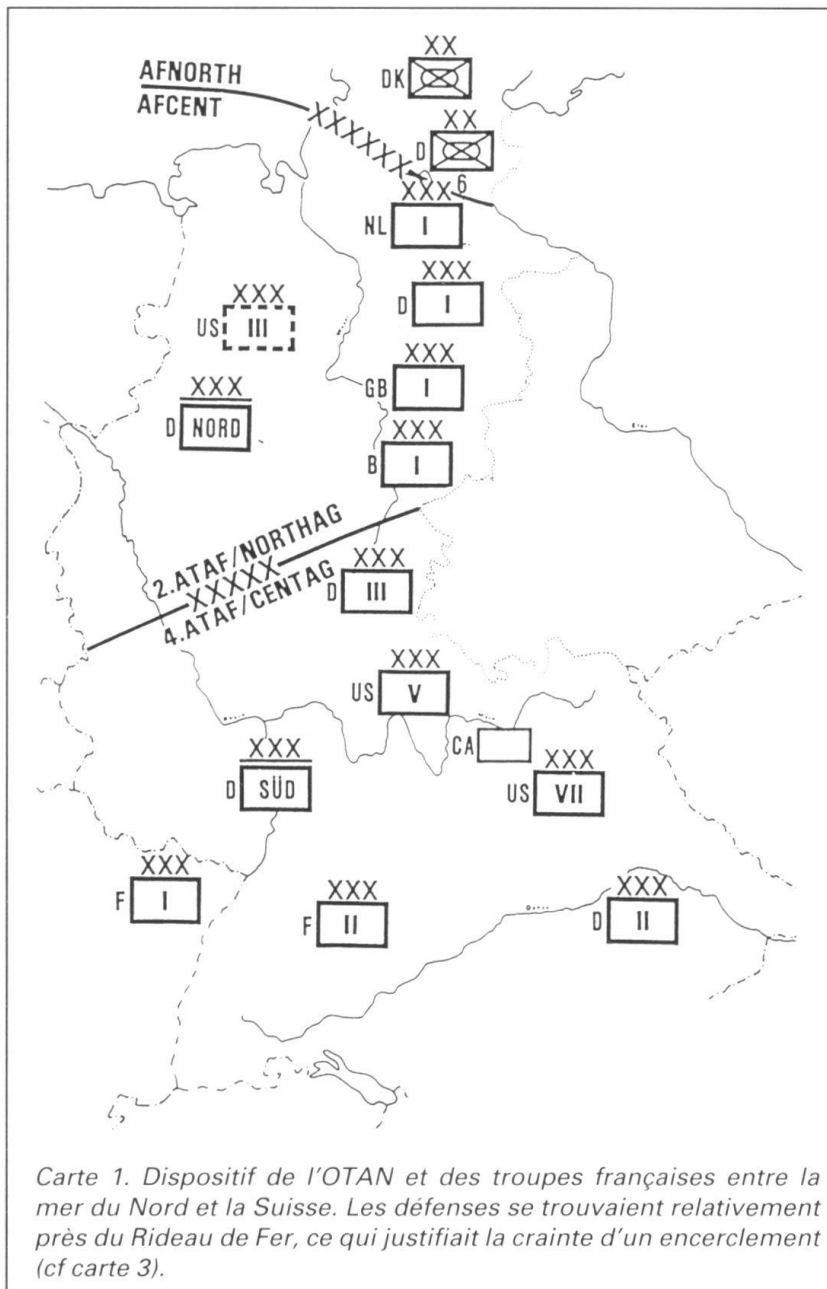 XX
DK
AFNORTH
AFCENT
XXXXXX
XX
D
6
XXX
NL I
XXX
D I
XXX
US III
XXX
GB I
XXX
D NORD
XXX
B I
2.ATAF/NORTHAG
XXXXX
4.ATAF/CENTAG
XXX
D III
XXX
US V
CA
XXX
D SÜD
XXX
US VII
XXX
F I
XXX
F II
XXX
D II
Carte 1. Dispositif de l'OTAN et des troupes françaises entre la
mer du Nord et la Suisse. Les défenses se trouvaient relativement
près du Rideau de Fer, ce qui justifiait la crainte d'un encerclement
(cf carte 3).